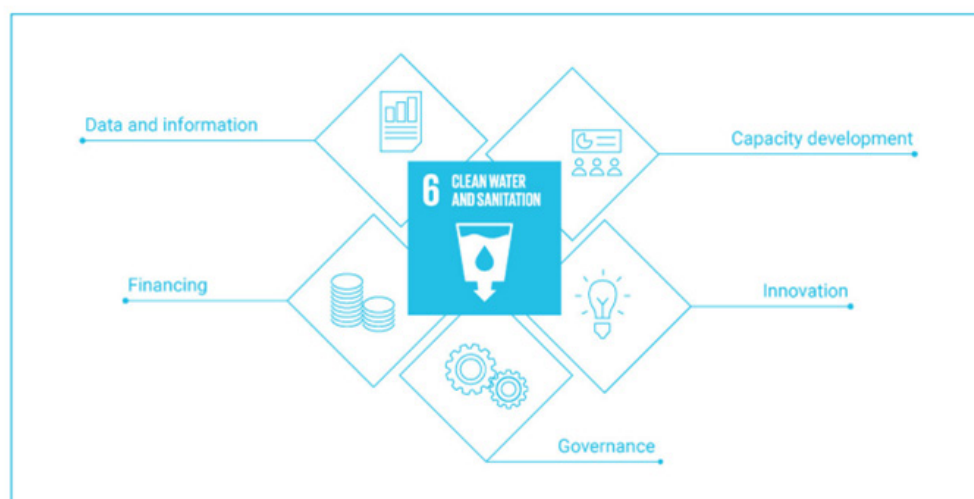 Data and information
Capacity development
6 CLEAN WATER
AND SANITATION
Financing
Innovation
Governance